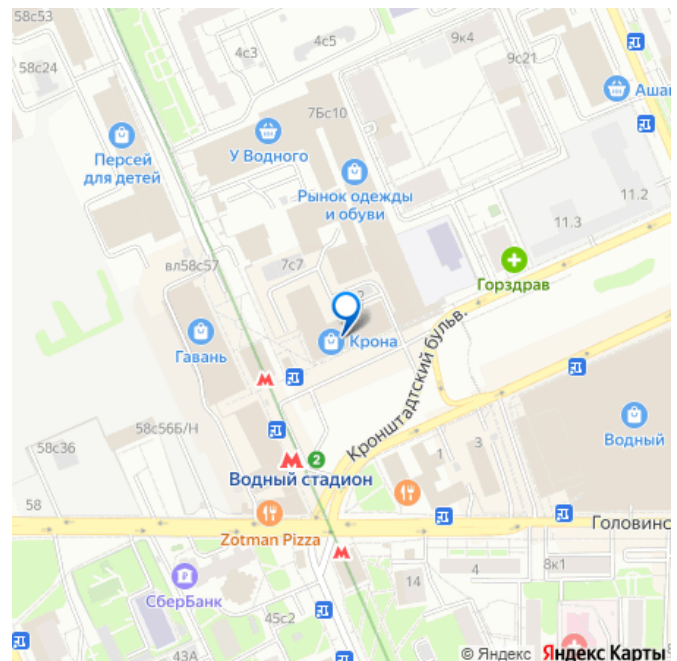 58с53
58с24
4с3
4с5
9к4
9с21
Ашан
7Бс10
У Водного
Персей
для детей
Рынок одежды
и обуви
11.2
11.3
вл58с57
7с7
2
Горздрав
Гавань
Крона
Кронштадтский бульв.
58с56Б/Н
58с36
Водный
1
3
2
Водный стадион
58
Головинс
Zotman Pizza
8к1
4
14
СберБанк
45с2
43А
© Яндекс Яндекс Карты